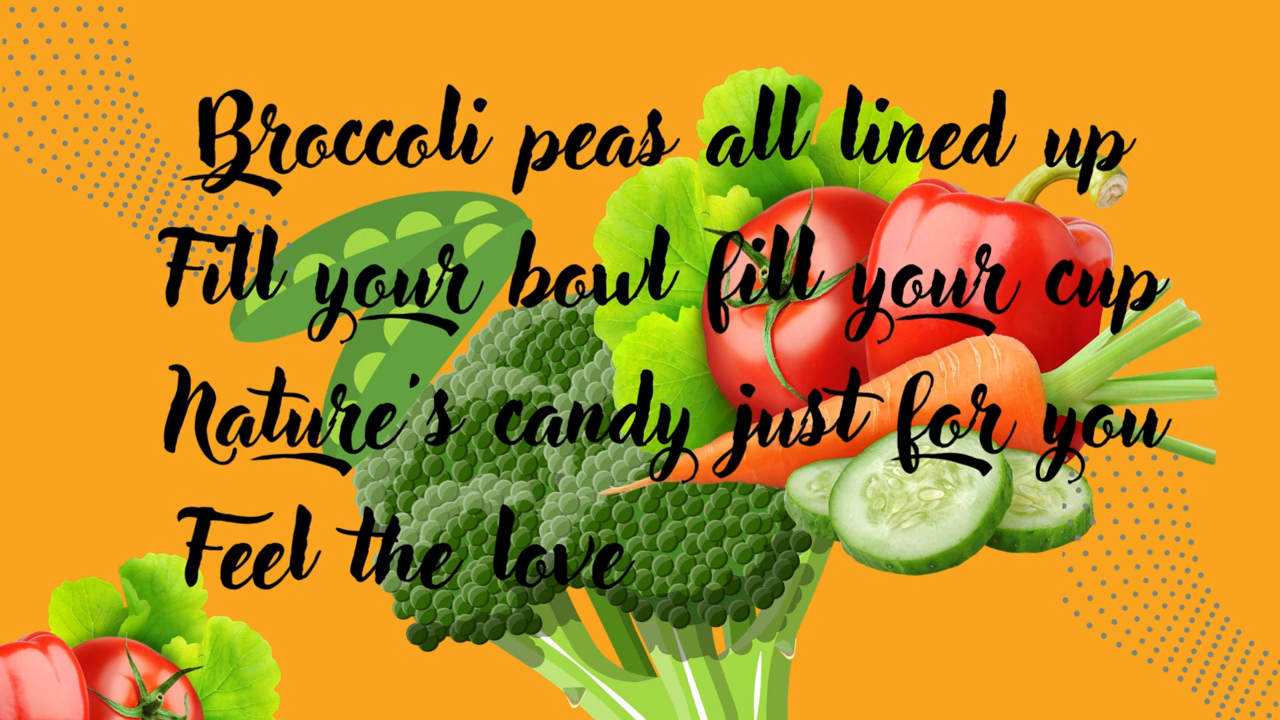 Broccoli peas all lined up
Fill your bowl fill your cup
Nature's candy just for you
Feel the love